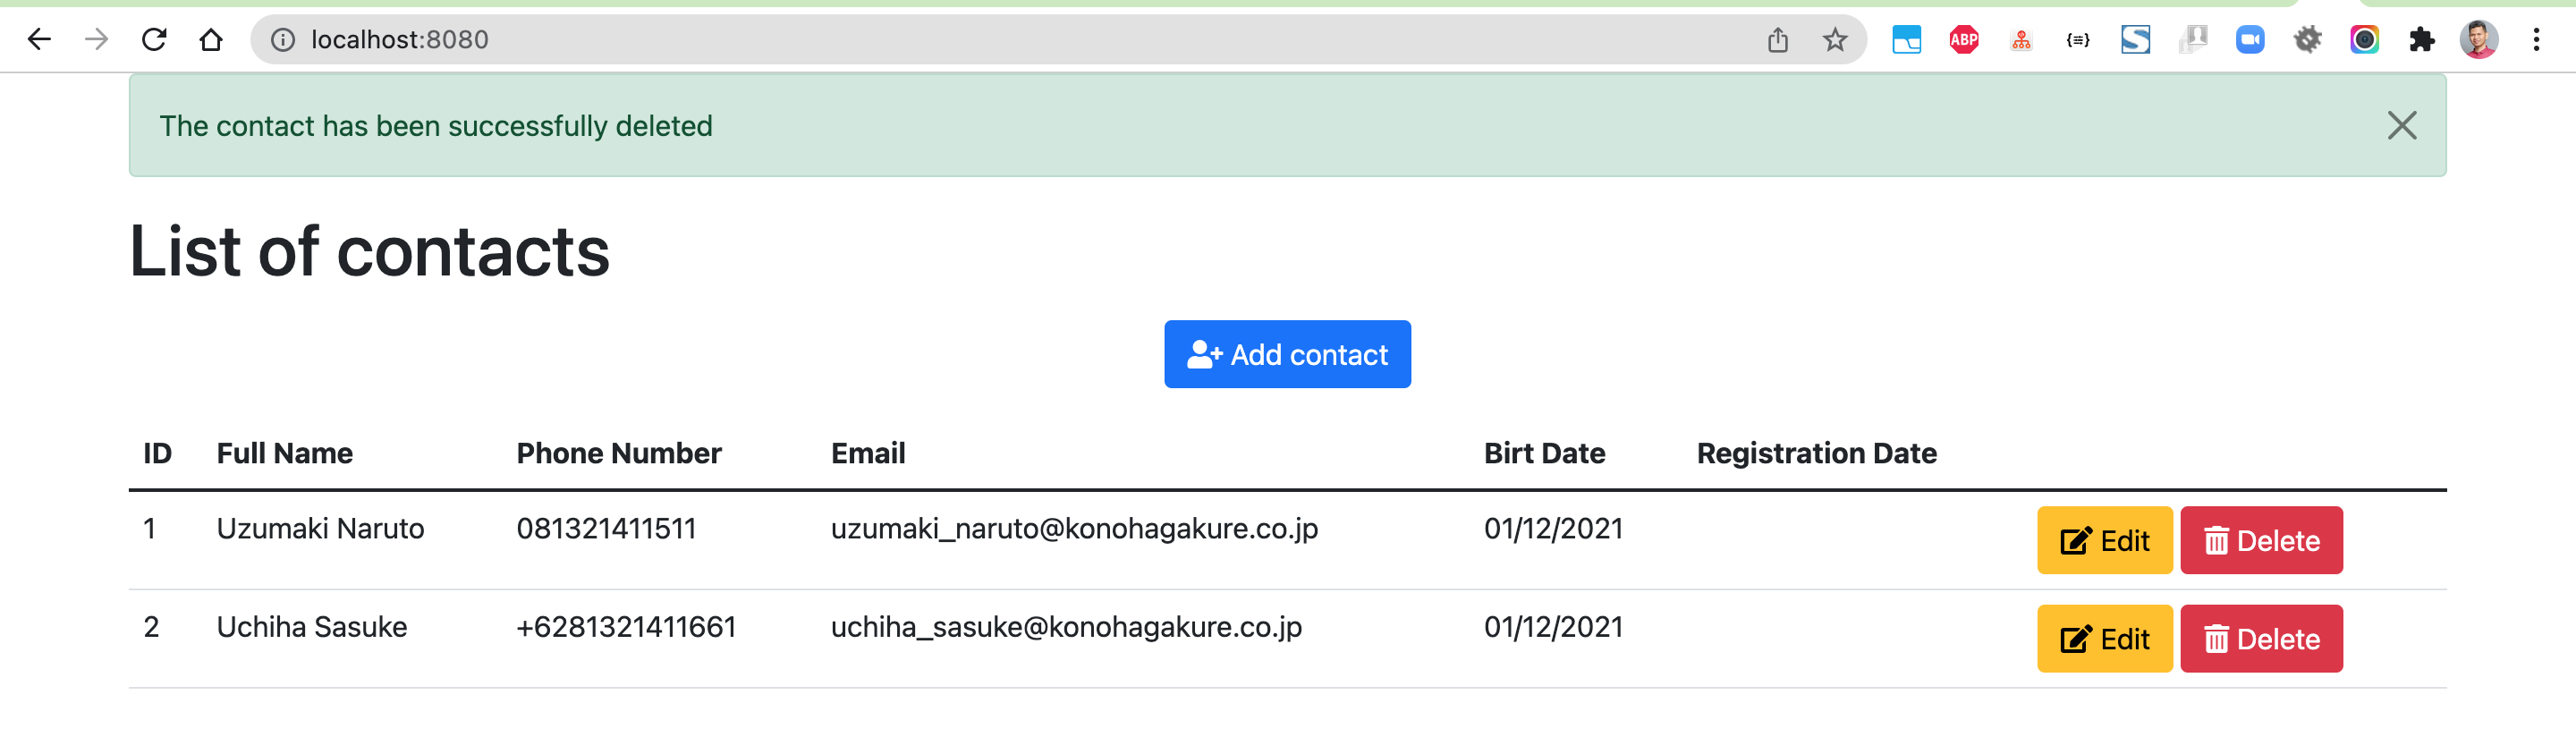 localhost:8080
ABP
The contact has been successfully deleted
List of contacts
Add contact
ID Full Name Phone Number Email Birt Date Registration Date
1 Uzumaki Naruto 081321411511 uzumaki_naruto@konohagakure.co.jp 01/12/2021 Edit Delete
2 Uchiha Sasuke +6281321411661 uchiha_sasuke@konohagakure.co.jp 01/12/2021 Edit Delete